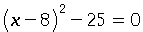 (x − 8)² − 25 = 0